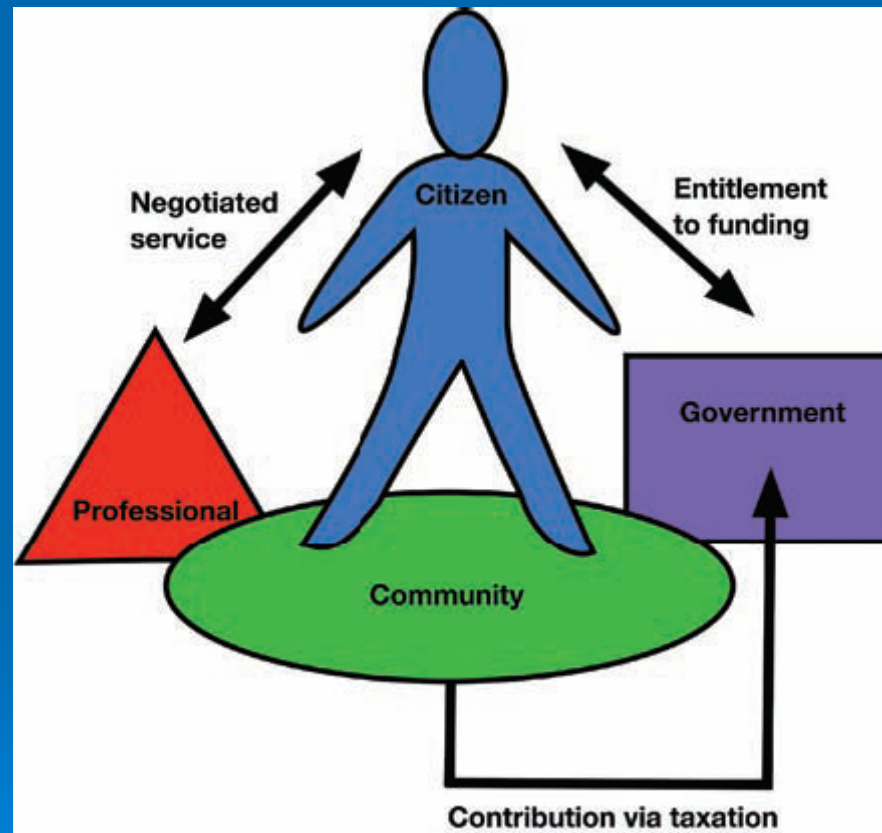 Citizen
Negotiated
service
Entitlement
to funding
Government
Professional
Community
Contribution via taxation